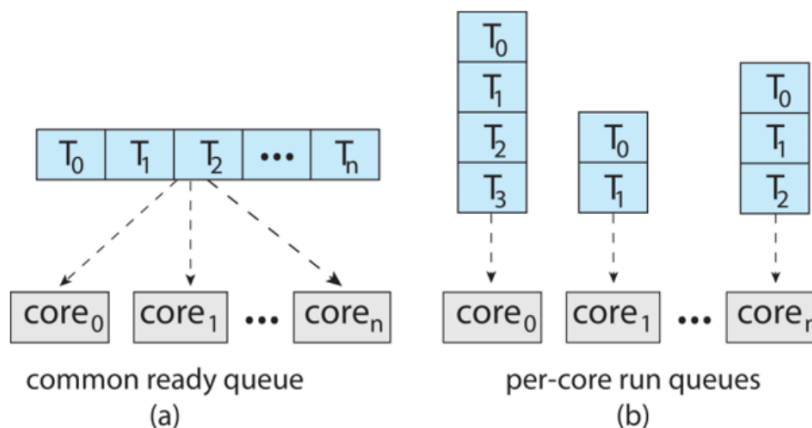 T₀ T₁ T₂ ••• Tₙ
core₀ core₁ ••• coreₙ
common ready queue
(a)
T₀
T₁
T₂
T₃
T₀
T₁
T₀
T₁
T₂
core₀ core₁ ••• coreₙ
per-core run queues
(b)